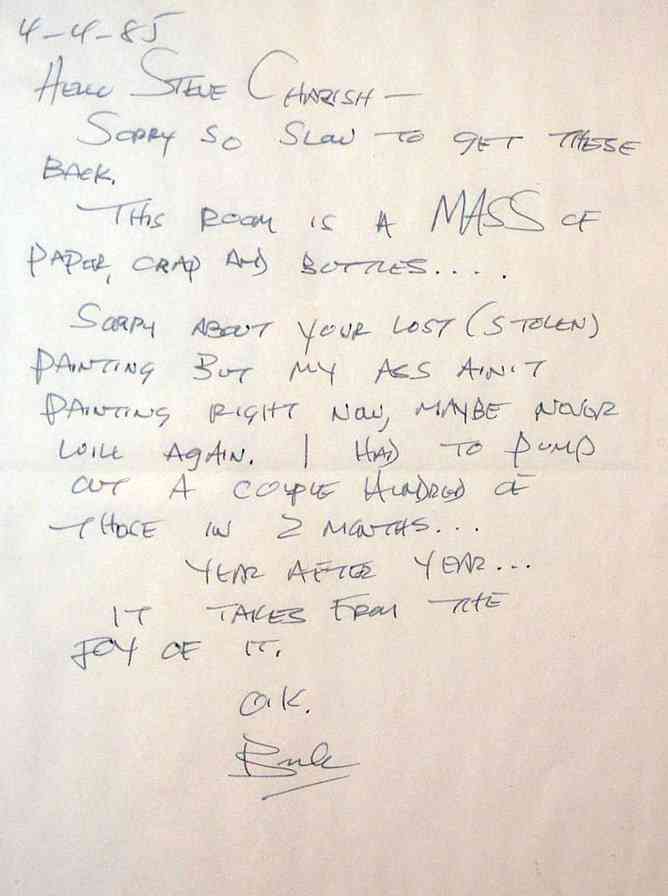 4-4-85
Hello Steve Charish —
Sorry so slow to get these
back.
This room is a MASS of
paper, crap and bottles....
Sorry about your lost (stolen)
painting but my ass ain't
painting right now, maybe never
will again. I had to pump
out a couple hundred of
those in 2 months...
year after year...
it takes from the
joy of it.
O.K.
Buk